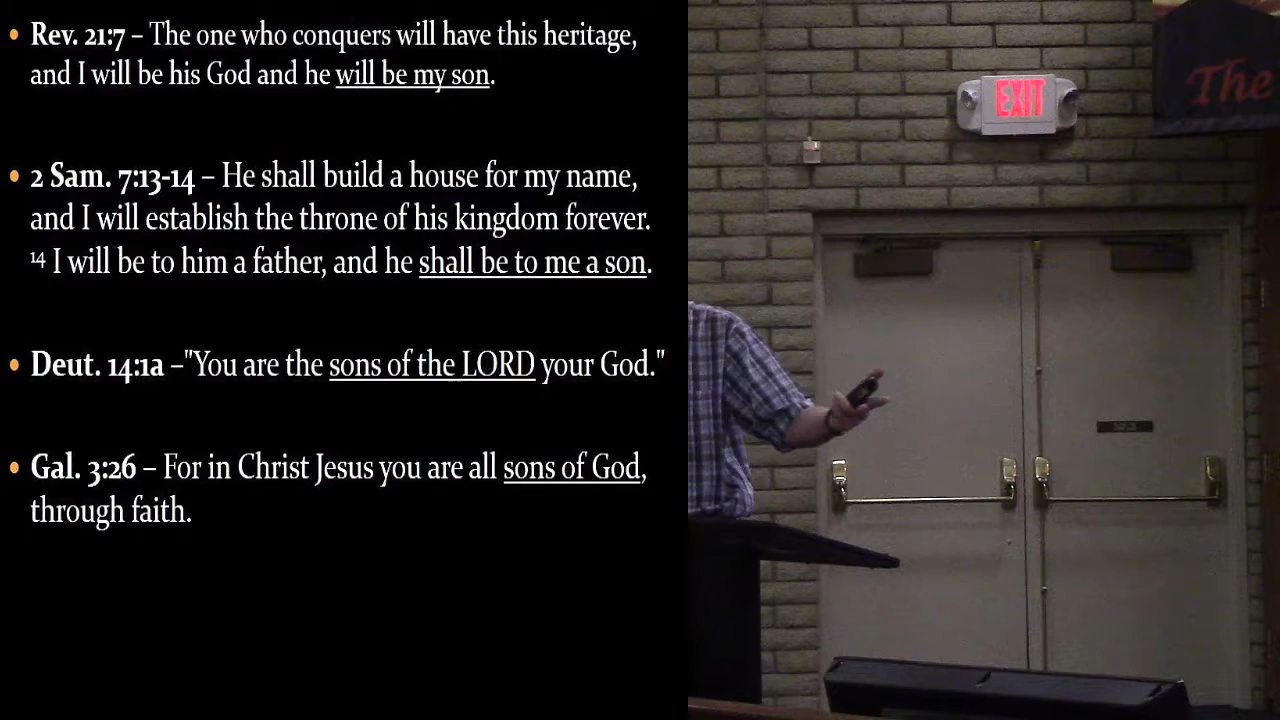 • Rev. 21:7 – The one who conquers will have this heritage,
and I will be his God and he will be my son.
• 2 Sam. 7:13-14 – He shall build a house for my name,
and I will establish the throne of his kingdom forever.
14 I will be to him a father, and he shall be to me a son.
• Deut. 14:1a –"You are the sons of the LORD your God."
• Gal. 3:26 – For in Christ Jesus you are all sons of God,
through faith.
EXIT
The